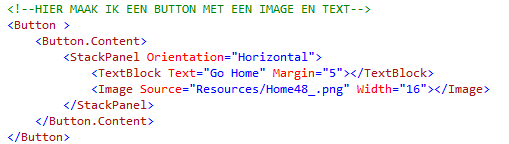 <!--HIER MAAK IK EEN BUTTON MET EEN IMAGE EN TEXT-->
<Button >
    <Button.Content>
        <StackPanel Orientation="Horizontal">
            <TextBlock Text="Go Home" Margin="5"></TextBlock>
            <Image Source="Resources/Home48_.png" Width="16"></Image>
        </StackPanel>
    </Button.Content>
</Button>